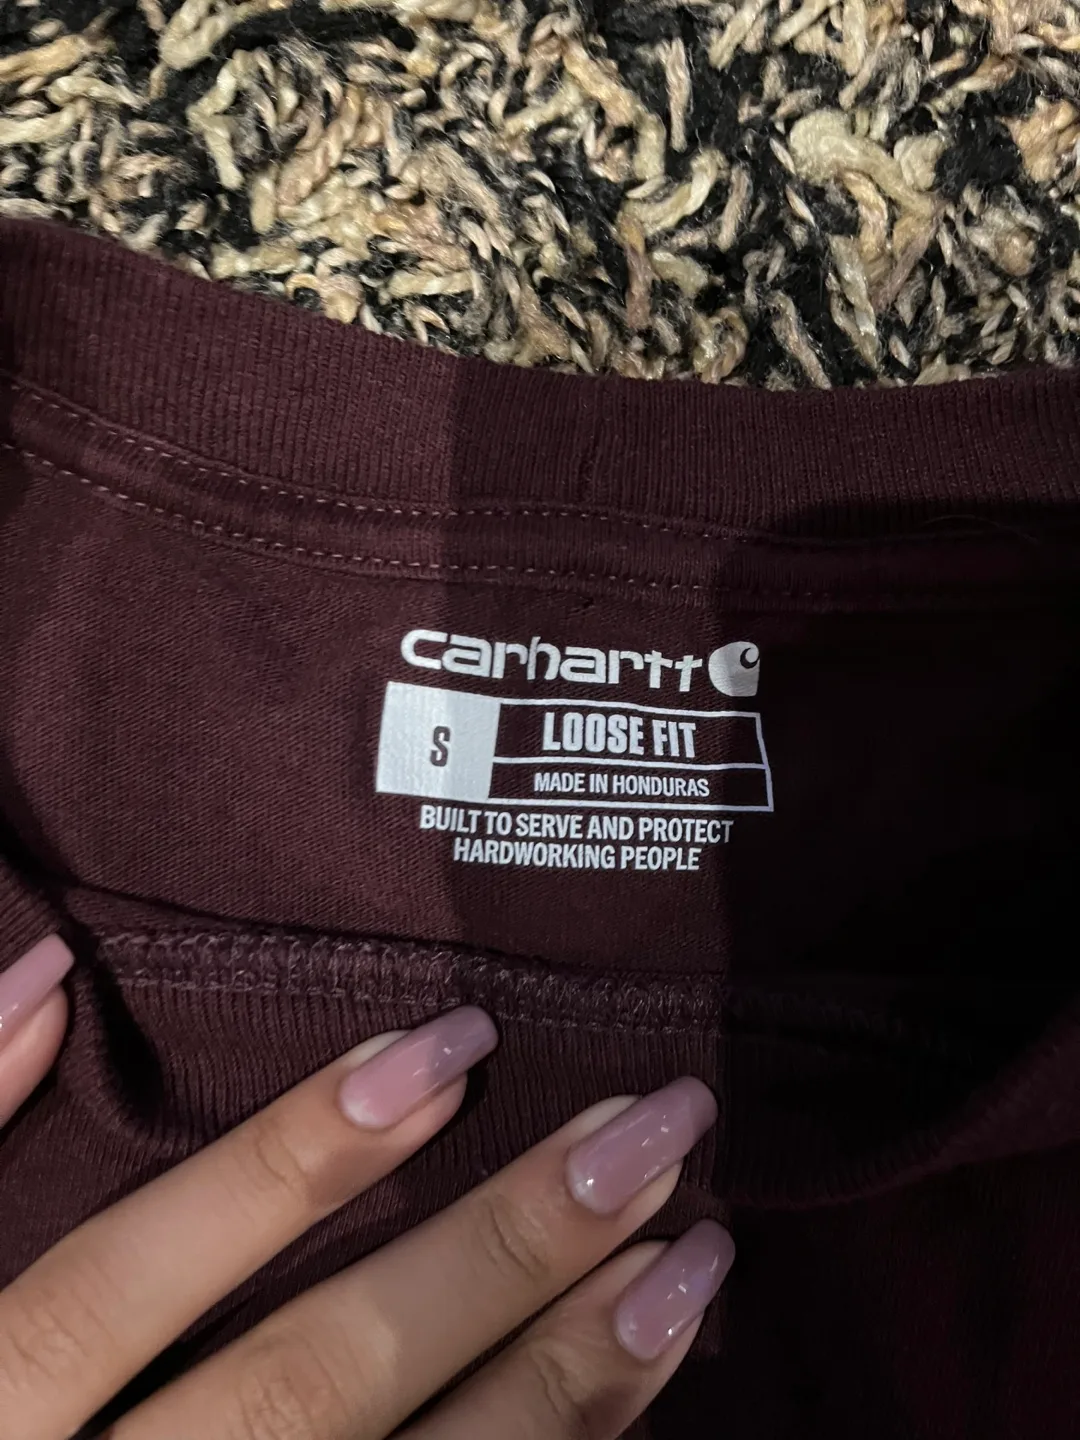 carhartt
S
LOOSE FIT
MADE IN HONDURAS
BUILT TO SERVE AND PROTECT
HARDWORKING PEOPLE